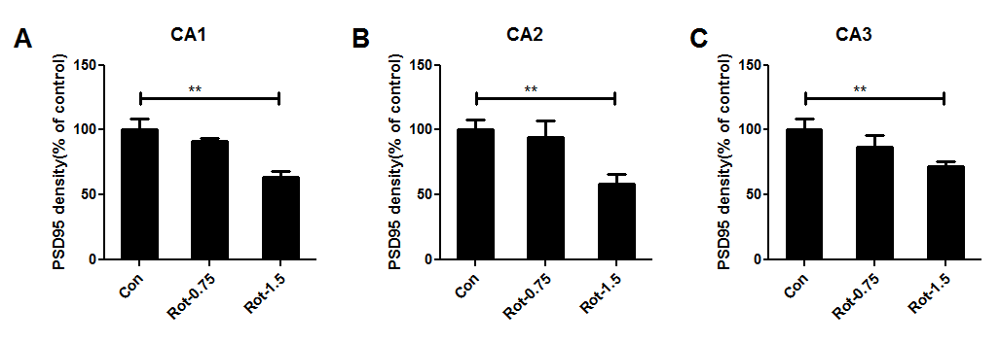 A
CA1
PSD95 density(% of control)
150
100
50
0
**
Con
Rot-0.75
Rot-1.5
B
CA2
PSD95 density(% of control)
150
100
50
0
**
Con
Rot-0.75
Rot-1.5
C
CA3
PSD95 density(% of control)
150
100
50
0
**
Con
Rot-0.75
Rot-1.5